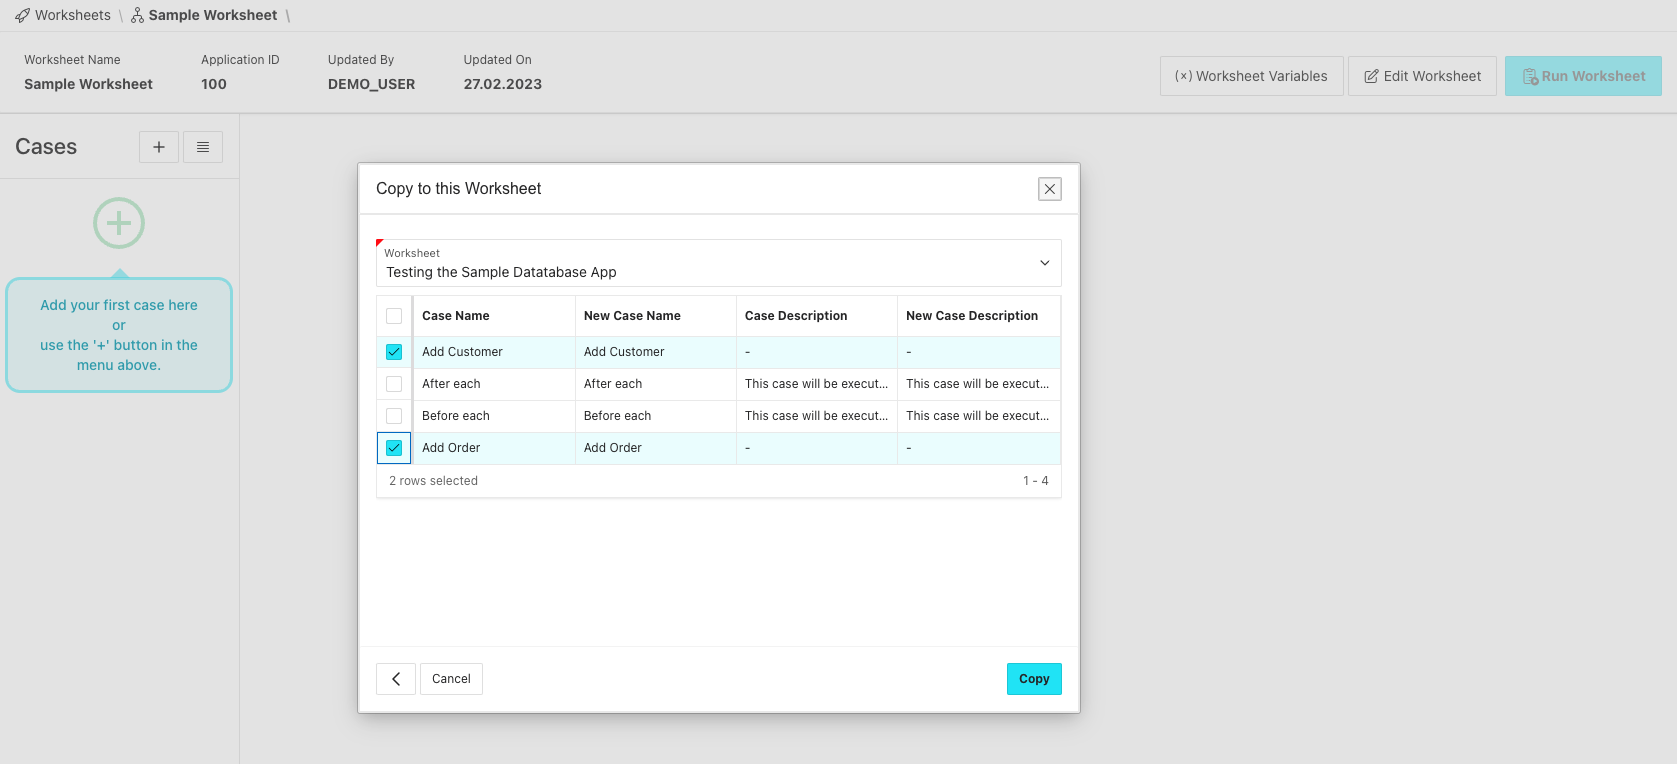 Worksheets \ Sample Worksheet \
Worksheet Name
Sample Worksheet
Application ID
100
Updated By
DEMO_USER
Updated On
27.02.2023
(×) Worksheet Variables
Edit Worksheet
Run Worksheet
Cases
Add your first case here
or
use the '+' button in the
menu above.
Copy to this Worksheet
Worksheet
Testing the Sample Datatabase App
Case Name New Case Name Case Description New Case Description
Add Customer Add Customer - -
After each After each This case will be execut... This case will be execut...
Before each Before each This case will be execut... This case will be execut...
Add Order Add Order - -
2 rows selected 1 - 4
Cancel
Copy